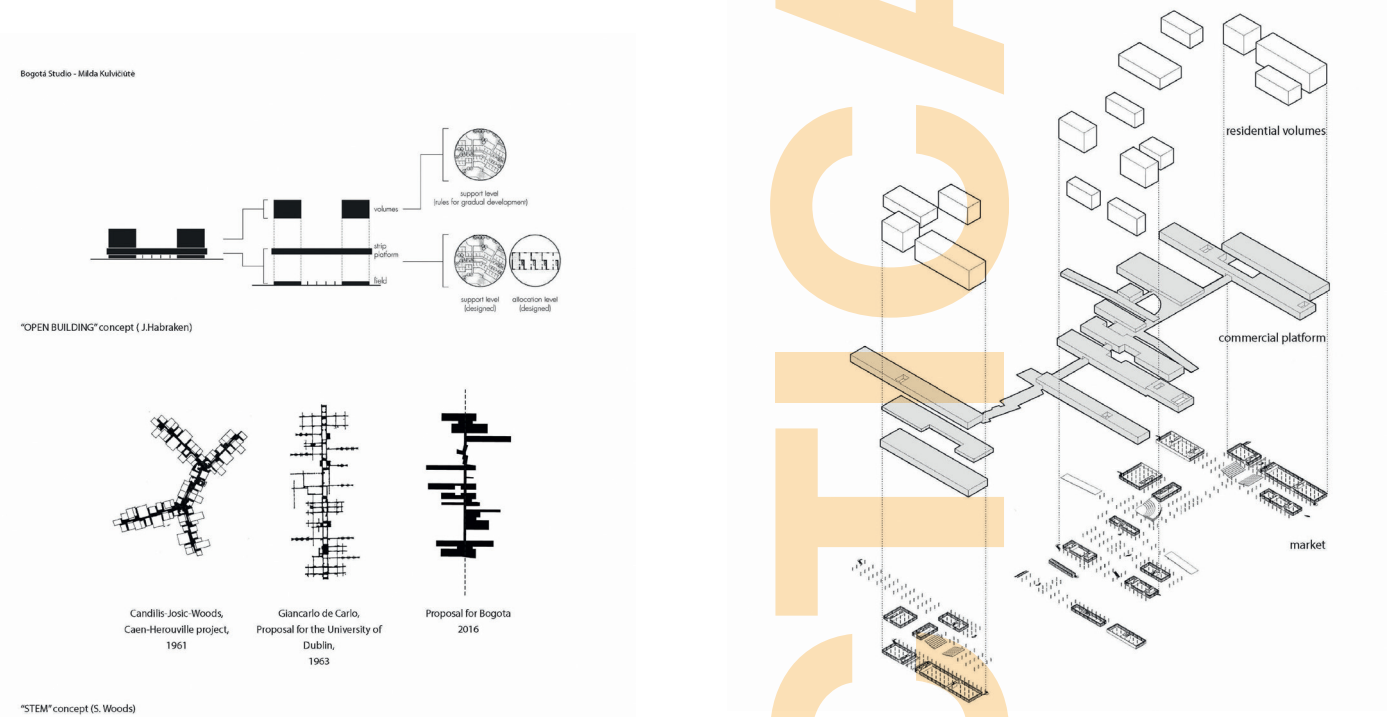 Bogotá Studio - Milda Kulvičiūtė
volumes
strip
platform
field
support level
(rules for gradual development)
support level
(designed)
allocation level
(designed)
"OPEN BUILDING" concept ( J.Habraken)
Candilis-Josic-Woods,
Caen-Herouville project,
1961
Giancarlo de Carlo,
Proposal for the University of
Dublin,
1963
Proposal for Bogota
2016
"STEM" concept (S. Woods)
residential volumes
commercial platform
market